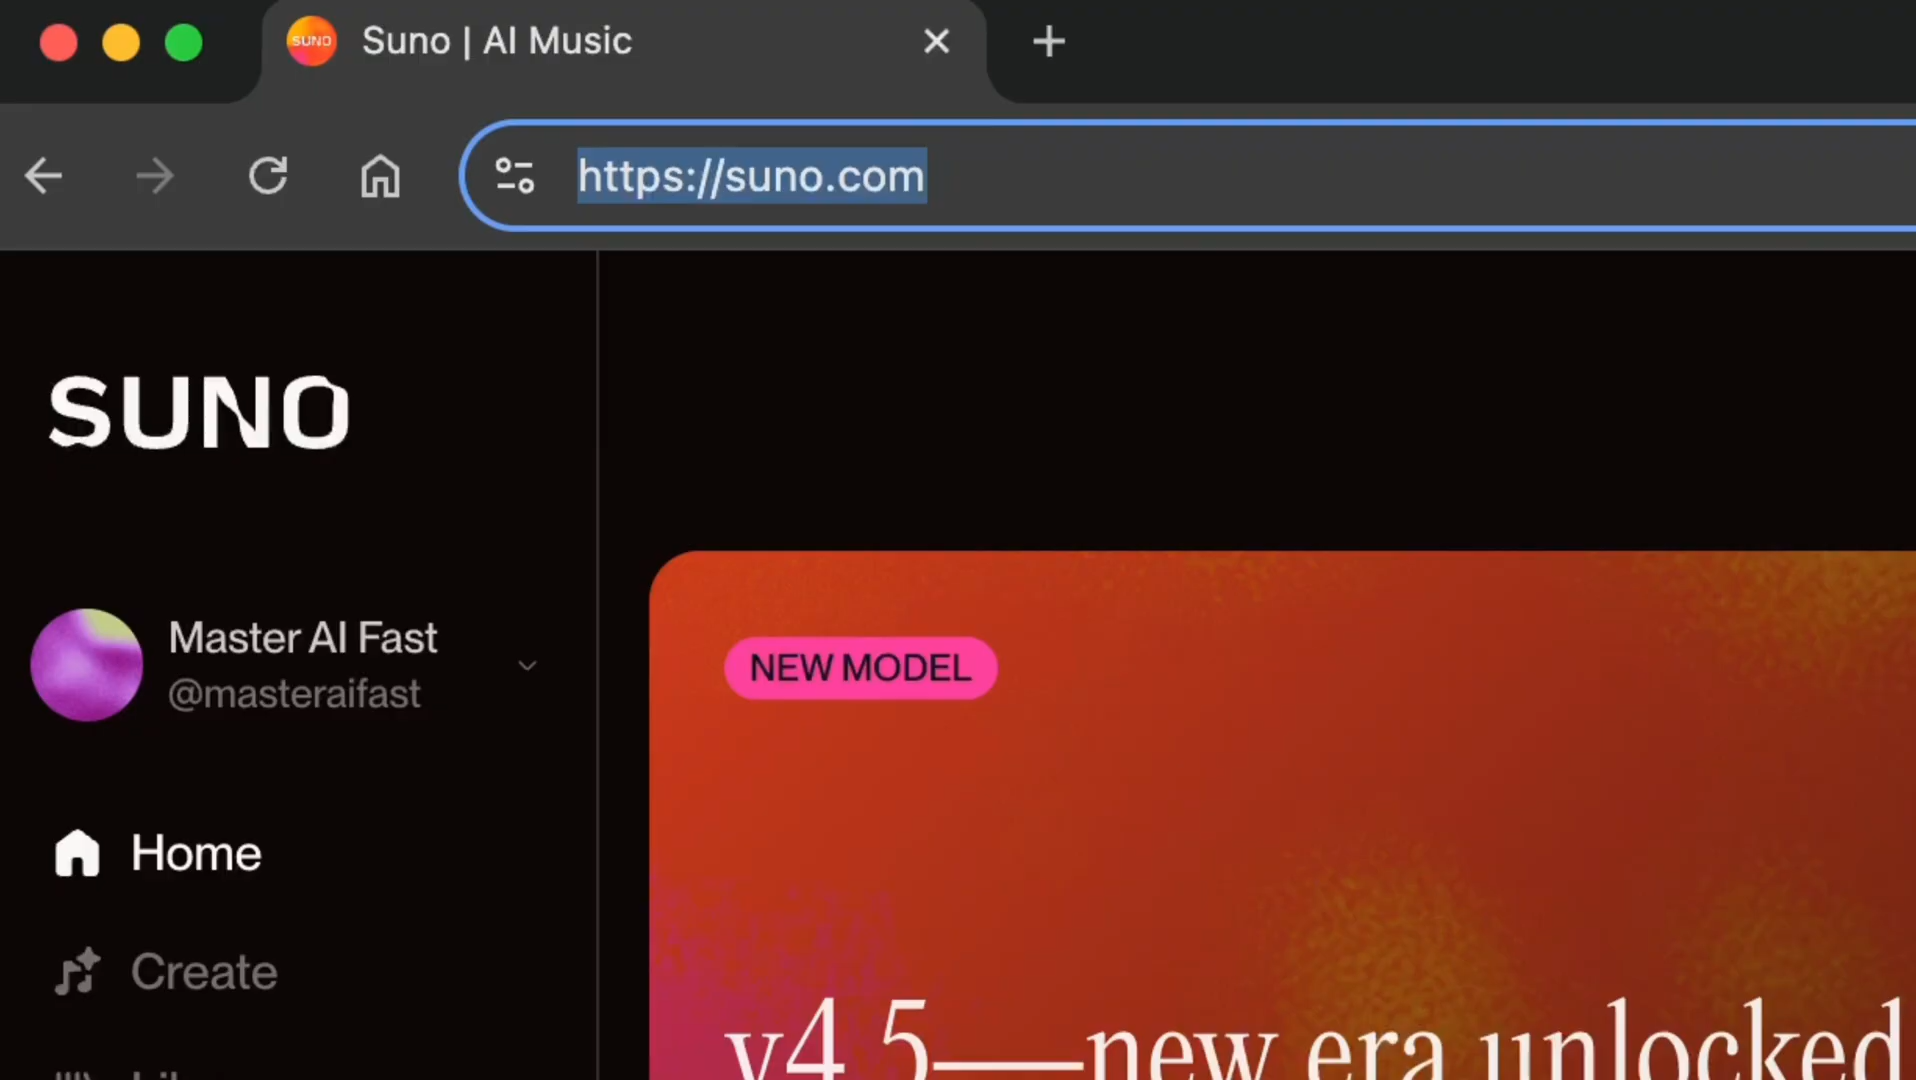 SUNO
Suno | AI Music
https://suno.com
SUNO
Master AI Fast
@masteraifast
Home
Create
NEW MODEL
v4.5—new era unlocked